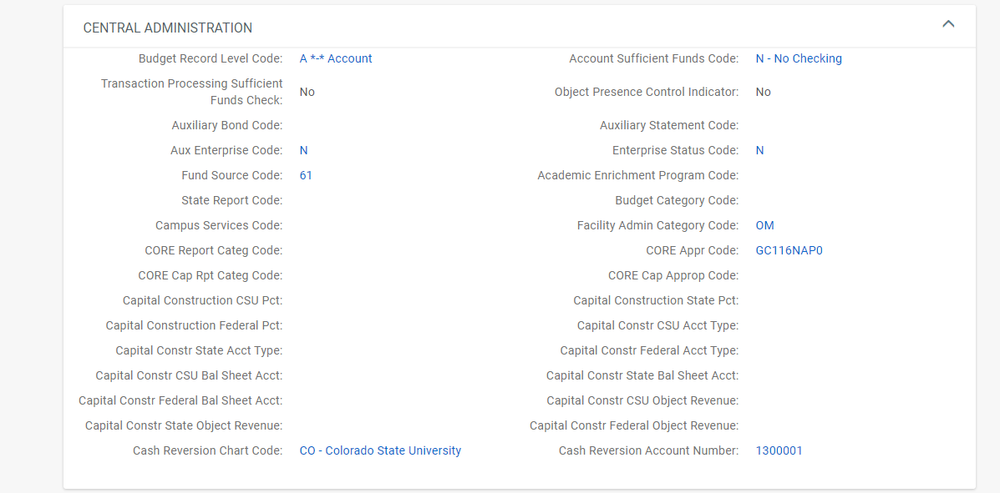 CENTRAL ADMINISTRATION
Budget Record Level Code: A *-* Account Account Sufficient Funds Code: N - No Checking
Transaction Processing Sufficient
Funds Check: No Object Presence Control Indicator: No
Auxiliary Bond Code: Auxiliary Statement Code:
Aux Enterprise Code: N Enterprise Status Code: N
Fund Source Code: 61 Academic Enrichment Program Code:
State Report Code: Budget Category Code:
Campus Services Code: Facility Admin Category Code: OM
CORE Report Categ Code: CORE Appr Code: GC116NAP0
CORE Cap Rpt Categ Code: CORE Cap Approp Code:
Capital Construction CSU Pct: Capital Construction State Pct:
Capital Construction Federal Pct: Capital Constr CSU Acct Type:
Capital Constr State Acct Type: Capital Constr Federal Acct Type:
Capital Constr CSU Bal Sheet Acct: Capital Constr State Bal Sheet Acct:
Capital Constr Federal Bal Sheet Acct: Capital Constr CSU Object Revenue:
Capital Constr State Object Revenue: Capital Constr Federal Object Revenue:
Cash Reversion Chart Code: CO - Colorado State University Cash Reversion Account Number: 1300001